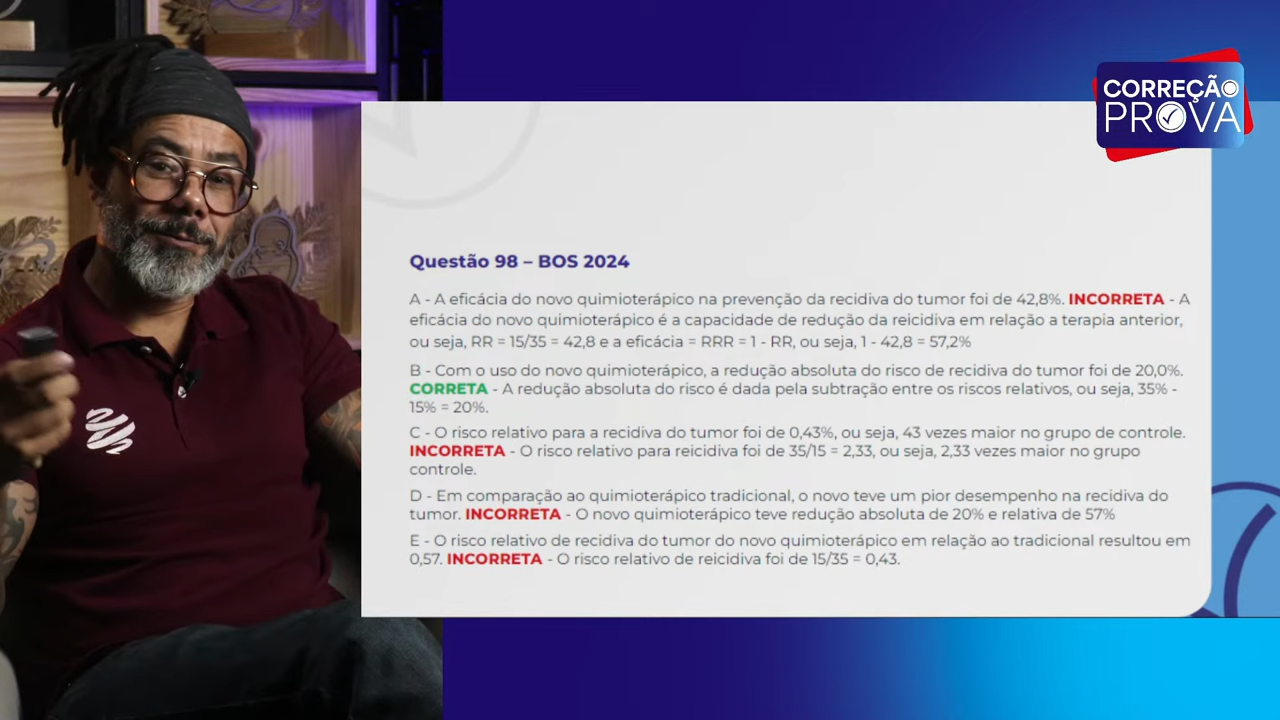 CORREÇÃO
PROVA
Questão 98 – BOS 2024
A - A eficácia do novo quimioterápico na prevenção da recidiva do tumor foi de 42,8%. INCORRETA - A
eficácia do novo quimioterápico é a capacidade de redução da reicidiva em relação a terapia anterior,
ou seja, RR = 15/35 = 42,8 e a eficácia = RRR = 1 - RR, ou seja, 1 - 42,8 = 57,2%
B - Com o uso do novo quimioterápico, a redução absoluta do risco de recidiva do tumor foi de 20,0%.
CORRETA - A redução absoluta do risco é dada pela subtração entre os riscos relativos, ou seja, 35% -
15% = 20%.
C - O risco relativo para a recidiva do tumor foi de 0,43%, ou seja, 43 vezes maior no grupo de controle.
INCORRETA - O risco relativo para reicidiva foi de 35/15 = 2,33, ou seja, 2,33 vezes maior no grupo
controle.
D - Em comparação ao quimioterápico tradicional, o novo teve um pior desempenho na recidiva do
tumor. INCORRETA - O novo quimioterápico teve redução absoluta de 20% e relativa de 57%
E - O risco relativo de recidiva do tumor do novo quimioterápico em relação ao tradicional resultou em
0,57. INCORRETA - O risco relativo de reicidiva foi de 15/35 = 0,43.